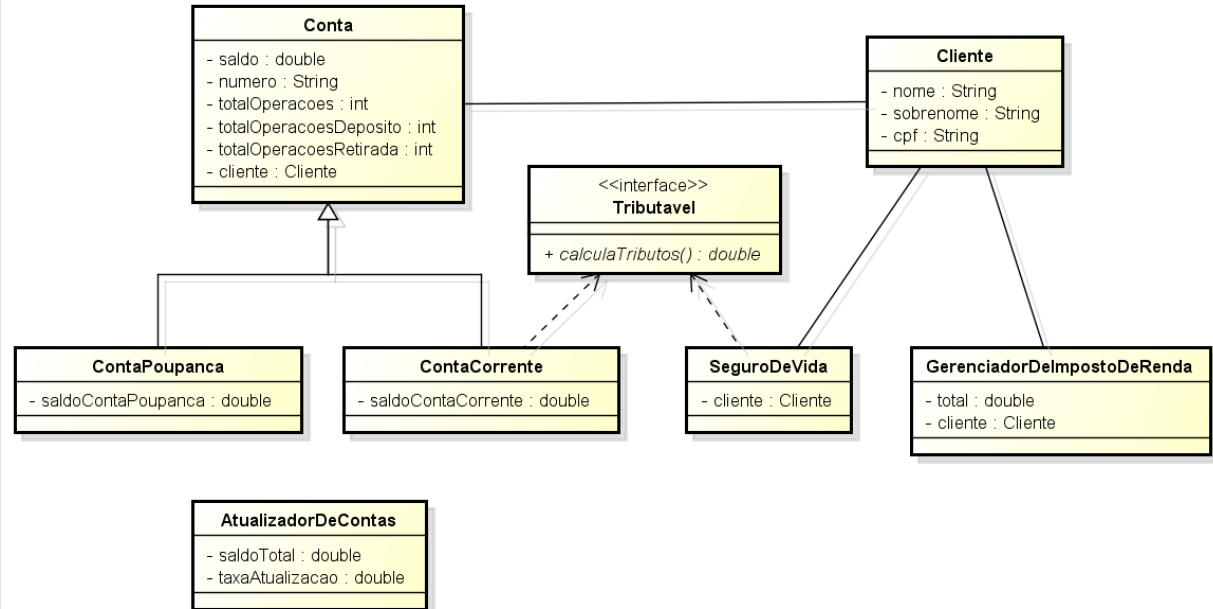 Conta
- saldo : double
- numero : String
- totalOperacoes : int
- totalOperacoesDeposito : int
- totalOperacoesRetirada : int
- cliente : Cliente
Cliente
- nome : String
- sobrenome : String
- cpf : String
<<interface>>
Tributavel
+ calculaTributos() : double
ContaPoupanca
- saldoContaPoupanca : double
ContaCorrente
- saldoContaCorrente : double
SeguroDeVida
- cliente : Cliente
GerenciadorDeImpostoDeRenda
- total : double
- cliente : Cliente
AtualizadorDeContas
- saldoTotal : double
- taxaAtualizacao : double